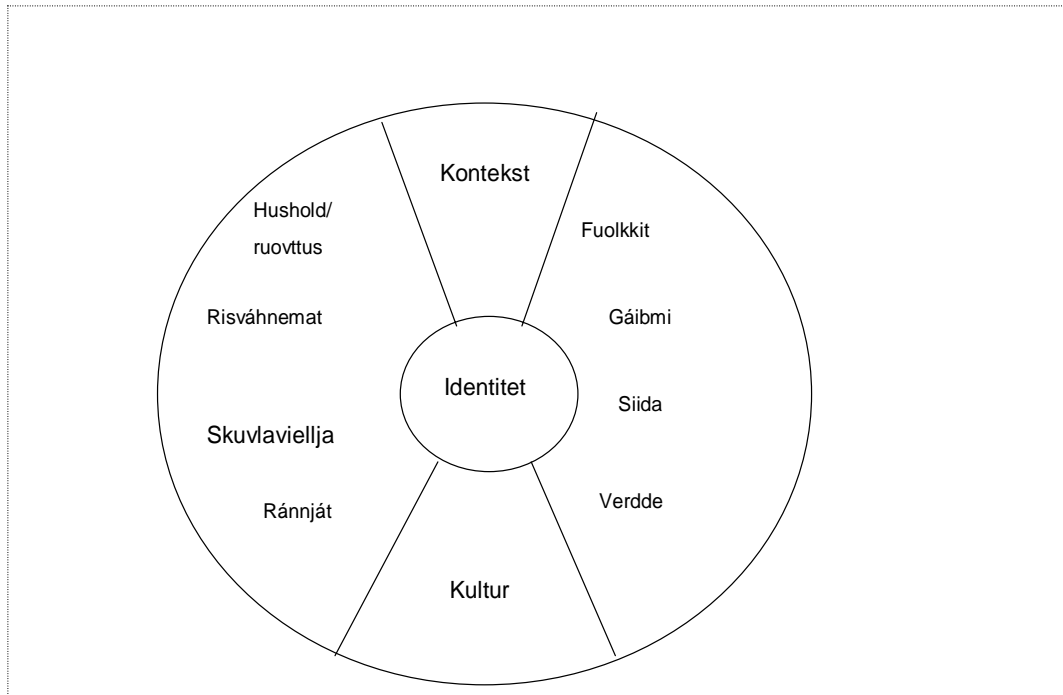 Kontekst
Hushold/
ruovttus
Risváhnemat
Skuvlaviellja
Ránnját
Identitet
Fuolkkit
Gáibmi
Siida
Verdde
Kultur